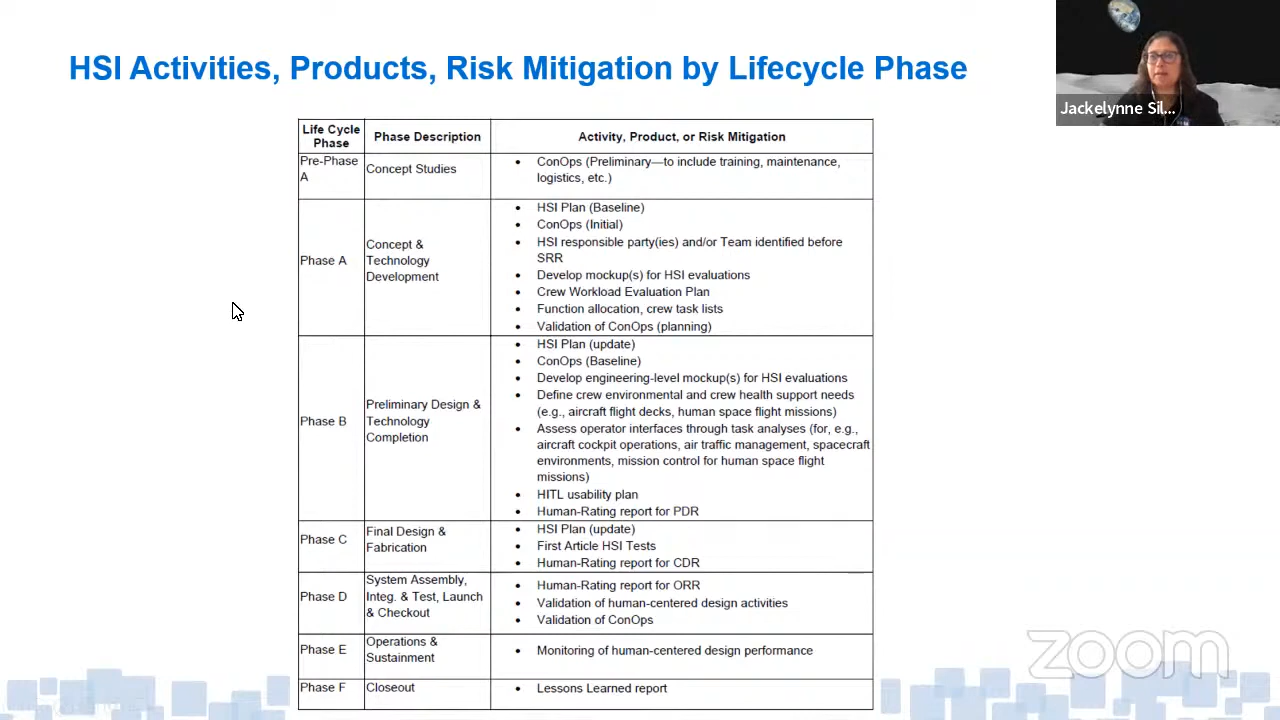 HSI Activities, Products, Risk Mitigation by Lifecycle Phase
Jackelynne Sil...
Life Cycle
Phase
Phase Description
Activity, Product, or Risk Mitigation
Pre-Phase
A
Concept Studies
• ConOps (Preliminary—to include training, maintenance,
logistics, etc.)
Phase A
Concept &
Technology
Development
• HSI Plan (Baseline)
• ConOps (Initial)
• HSI responsible party(ies) and/or Team identified before
SRR
• Develop mockup(s) for HSI evaluations
• Crew Workload Evaluation Plan
• Function allocation, crew task lists
• Validation of ConOps (planning)
Phase B
Preliminary Design &
Technology
Completion
• HSI Plan (update)
• ConOps (Baseline)
• Develop engineering-level mockup(s) for HSI evaluations
• Define crew environmental and crew health support needs
(e.g., aircraft flight decks, human space flight missions)
• Assess operator interfaces through task analyses (for, e.g.,
aircraft cockpit operations, air traffic management, spacecraft
environments, mission control for human space flight
missions)
• HITL usability plan
• Human-Rating report for PDR
Phase C
Final Design &
Fabrication
• HSI Plan (update)
• First Article HSI Tests
• Human-Rating report for CDR
Phase D
System Assembly,
Integ. & Test, Launch
& Checkout
• Human-Rating report for ORR
• Validation of human-centered design activities
• Validation of ConOps
Phase E
Operations &
Sustainment
• Monitoring of human-centered design performance
Phase F
Closeout
• Lessons Learned report
zoom